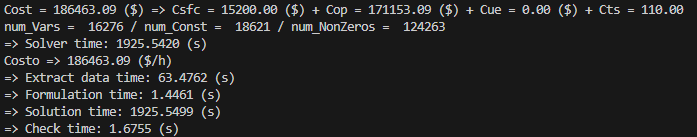 Cost = 186463.09 ($) => Csfc = 15200.00 ($) + Cop = 171153.09 ($) + Cue = 0.00 ($) + Cts = 110.00
num_Vars =  16276 / num_Const =  18621 / num_NonZeros =  124263
=> Solver time: 1925.5420 (s)
Costo => 186463.09 ($/h)
=> Extract data time: 63.4762 (s)
=> Formulation time: 1.4461 (s)
=> Solution time: 1925.5499 (s)
=> Check time: 1.6755 (s)